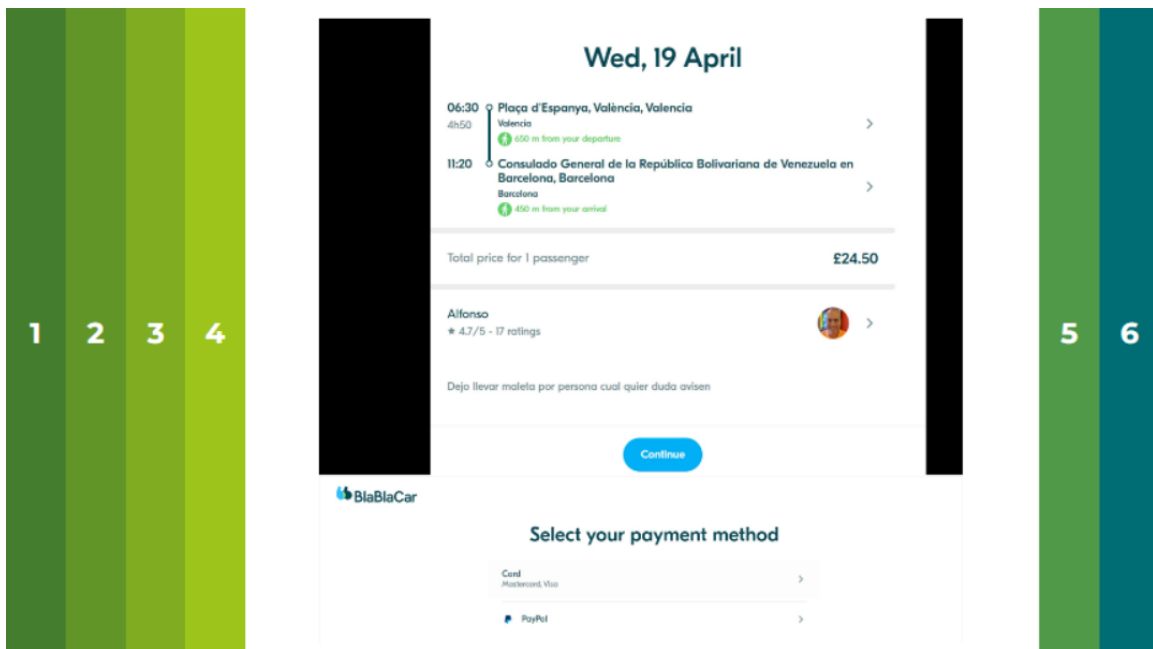 Wed, 19 April
06:30 Plaça d'Espanya, València, Valencia
4h50 Valencia
650 m from your departure
11:20 Consulado General de la República Bolivariana de Venezuela en
Barcelona, Barcelona
Barcelona
450 m from your arrival
Total price for 1 passenger £24.50
Alfonso
★ 4.7/5 - 17 ratings
Dejo llevar maleta por persona cual quier duda avisen
Continue
1 2 3 4 5 6
BlaBlaCar
Select your payment method
Card
Mastercard, Visa
PayPal